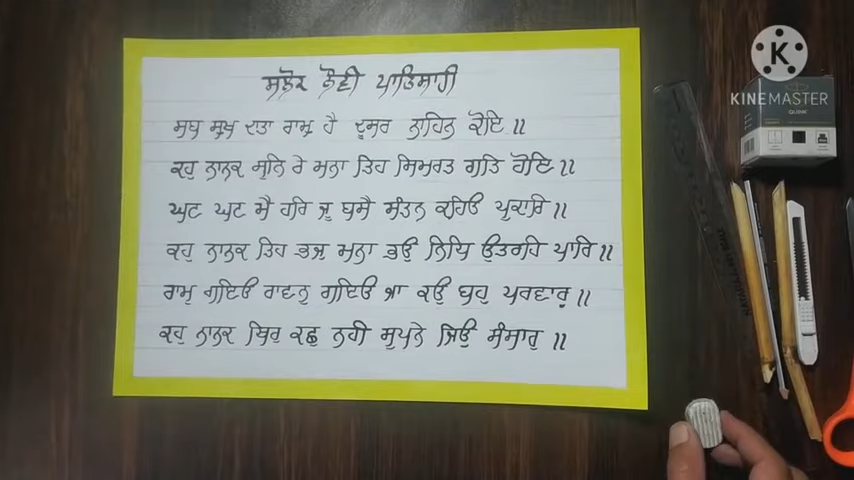 ਸਲੋਕ ਨੌਵੀ ਪਾਤਿਸਾਹੀ
ਸੁਖ ਸੁਖ ਦਾਤਾ ਰਾਮੁ ਹੈ ਦੂਸਰ ਨਾਹਿਨ ਕੋਇ ॥
ਕਹੁ ਨਾਨਕ ਸੁਨਿ ਰੇ ਮਨਾ ਤਿਹ ਸਿਮਰਤ ਗਤਿ ਹੋਇ ॥
ਘਟ ਘਟ ਮੈ ਹਰਿ ਜੂ ਬਸੈ ਸੰਤਨ ਕਹਿਓ ਪੁਕਾਰਿ ॥
ਕਹੁ ਨਾਨਕ ਤਿਹ ਭਜੁ ਮਨਾ ਭਉ ਨਿਧਿ ਉਤਰਹਿ ਪਾਰਿ ॥
ਰਾਮੁ ਗਇਓ ਰਾਵਨੁ ਗਇਓ ਜਾ ਕਉ ਬਹੁ ਪਰਵਾਰੁ ॥
ਕਹੁ ਨਾਨਕ ਥਿਰੁ ਕਛੁ ਨਹੀ ਸੁਪਨੇ ਜਿਉ ਸੰਸਾਰੁ ॥
KINEMASTER